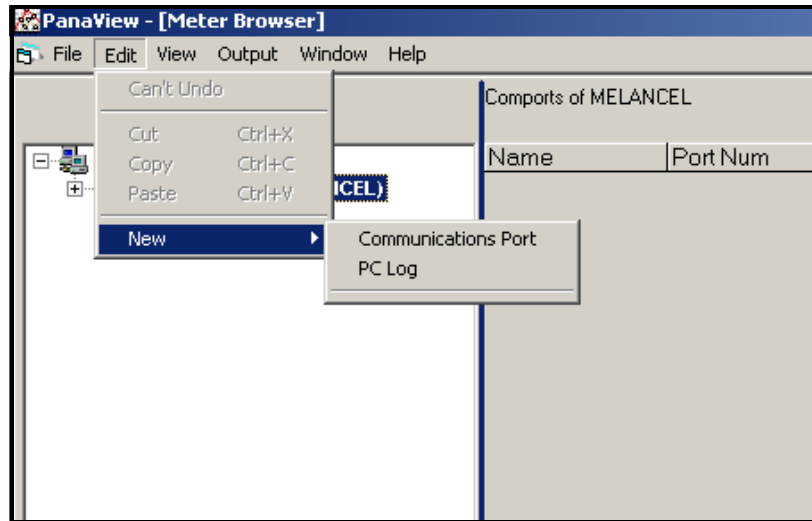 PanaView - [Meter Browser]
File Edit View Output Window Help
Can't Undo
Cut Ctrl+X
Copy Ctrl+C
Paste Ctrl+V
New
Communications Port
PC Log
ICEL)
Comports of MELANCEL
Name Port Num